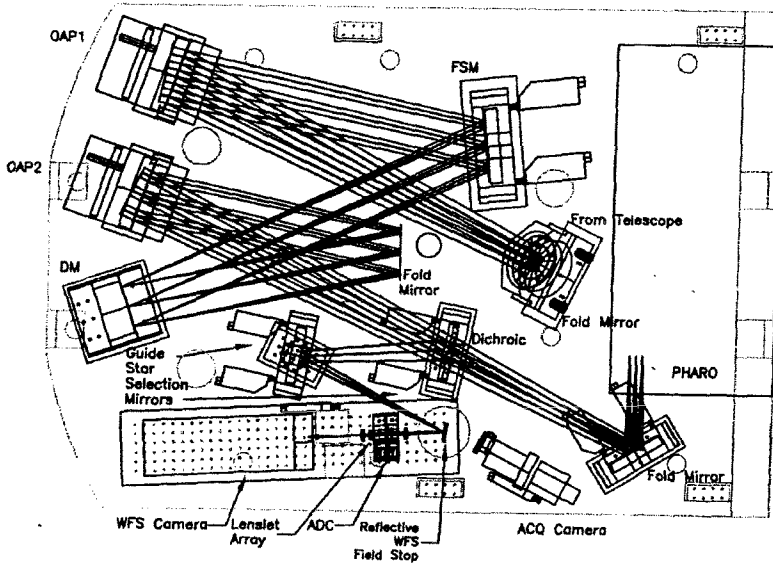 OAP1
FSM
OAP2
From Telescope
DM
Fold
Mirror
Fold Mirror
Dichroic
Guide
Star
Selection
Mirrors
PHARO
Fold Mirror
WFS Camera
Lenslet
Array
ADC
Reflective
WFS
Field Stop
ACQ Camera